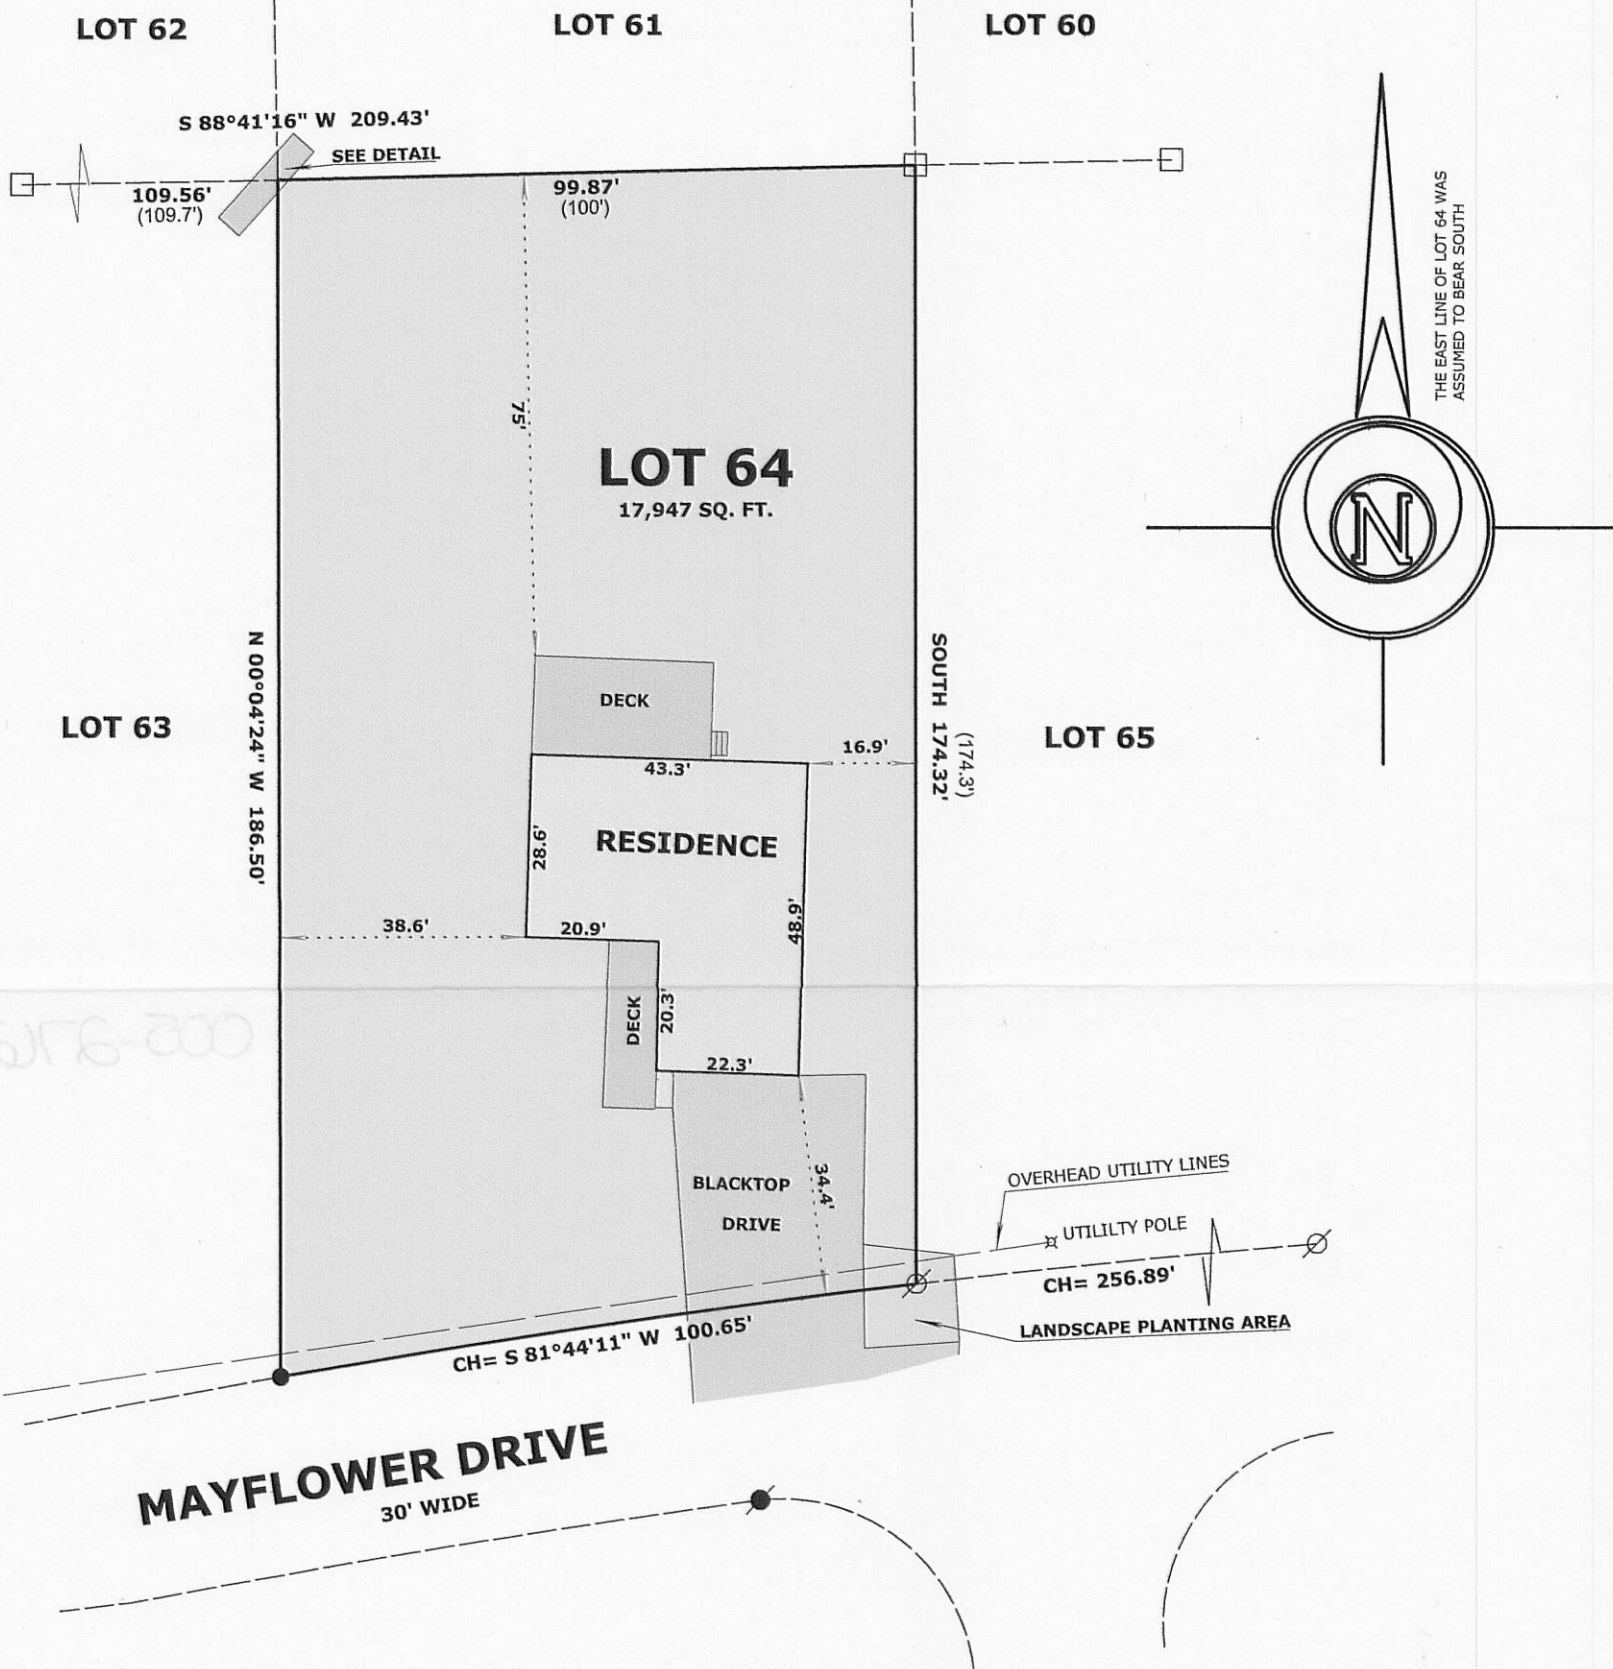 LOT 62
LOT 61
LOT 60
S 88°41'16" W 209.43'
SEE DETAIL
109.56'
(109.7')
99.87'
(100')
THE EAST LINE OF LOT 64 WAS
ASSUMED TO BEAR SOUTH
75'
LOT 64
17,947 SQ. FT.
N
N 00°04'24" W 186.50'
SOUTH 174.32'
(174.3')
LOT 63
DECK
LOT 65
16.9'
43.3'
28.6'
RESIDENCE
48.9'
38.6'
20.9'
DECK
20.3'
22.3'
BLACKTOP
DRIVE
34.4'
OVERHEAD UTILITY LINES
UTILILTY POLE
CH= 256.89'
LANDSCAPE PLANTING AREA
CH= S 81°44'11" W 100.65'
MAYFLOWER DRIVE
30' WIDE